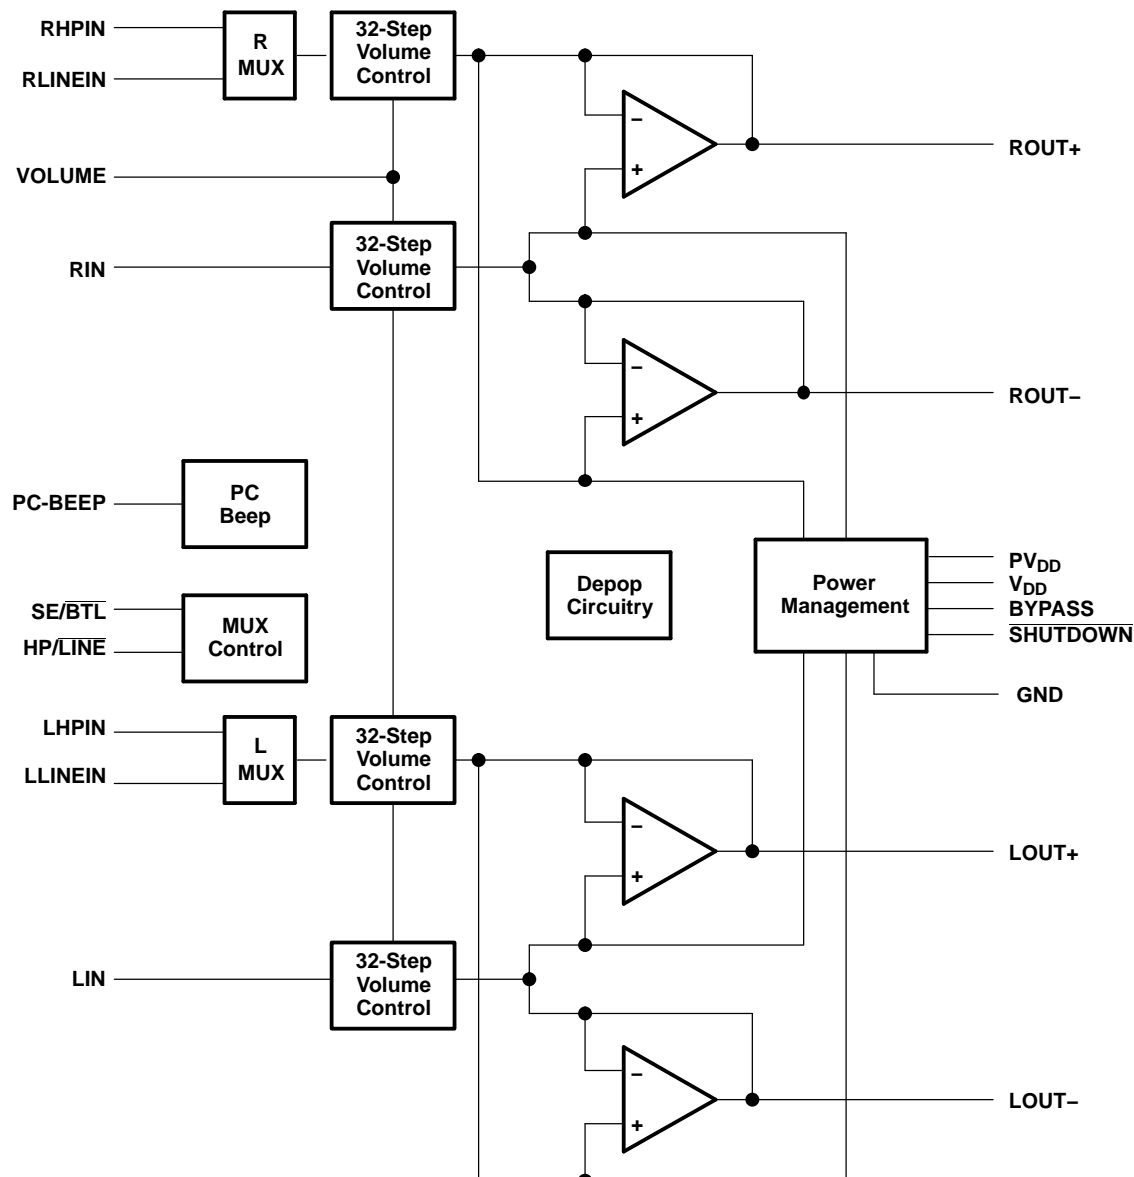 RHPIN
RLINEIN
R
MUX
32-Step
Volume
Control
−
+
ROUT+
VOLUME
RIN
32-Step
Volume
Control
−
+
ROUT−
PC-BEEP
PC
Beep
SE/BTL
HP/LINE
MUX
Control
Depop
Circuitry
Power
Management
PVDD
VDD
BYPASS
SHUTDOWN
GND
LHPIN
LLINEIN
L
MUX
32-Step
Volume
Control
−
+
LOUT+
LIN
32-Step
Volume
Control
−
+
LOUT−